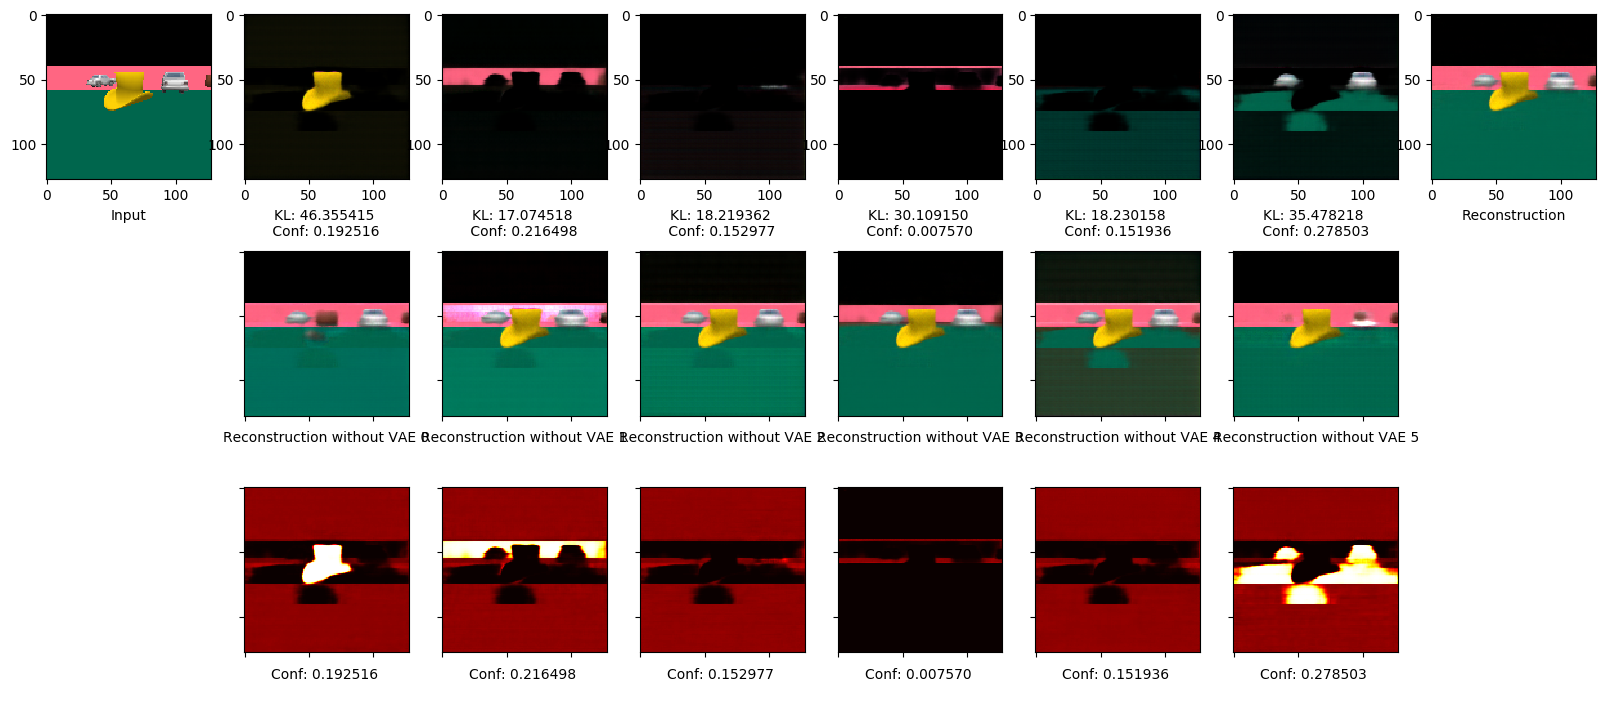 0
50
100
0 50 100
Input
0
50
100
0 50 100
KL: 46.355415
Conf: 0.192516
0
50
100
0 50 100
KL: 17.074518
Conf: 0.216498
0
50
100
0 50 100
KL: 18.219362
Conf: 0.152977
0
50
100
0 50 100
KL: 30.109150
Conf: 0.007570
0
50
100
0 50 100
KL: 18.230158
Conf: 0.151936
0
50
100
0 50 100
KL: 35.478218
Conf: 0.278503
0
50
100
0 50 100
Reconstruction
Reconstruction without VAE 0
Reconstruction without VAE 1
Reconstruction without VAE 2
Reconstruction without VAE 3
Reconstruction without VAE 4
Reconstruction without VAE 5
Conf: 0.192516
Conf: 0.216498
Conf: 0.152977
Conf: 0.007570
Conf: 0.151936
Conf: 0.278503